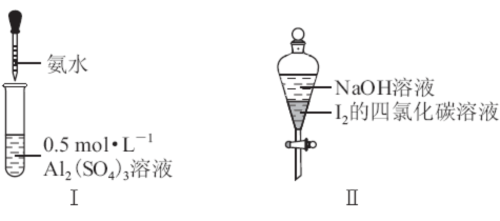 氨水
0.5 mol·L⁻¹
Al₂(SO₄)₃溶液
Ⅰ
NaOH溶液
I₂的四氯化碳溶液
Ⅱ